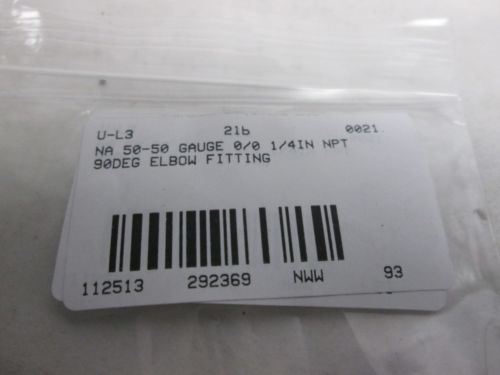 U-L3 21b 0021
NA 50-50 GAUGE 0/0 1/4IN NPT
90DEG ELBOW FITTING
112513 292369 NWW 93